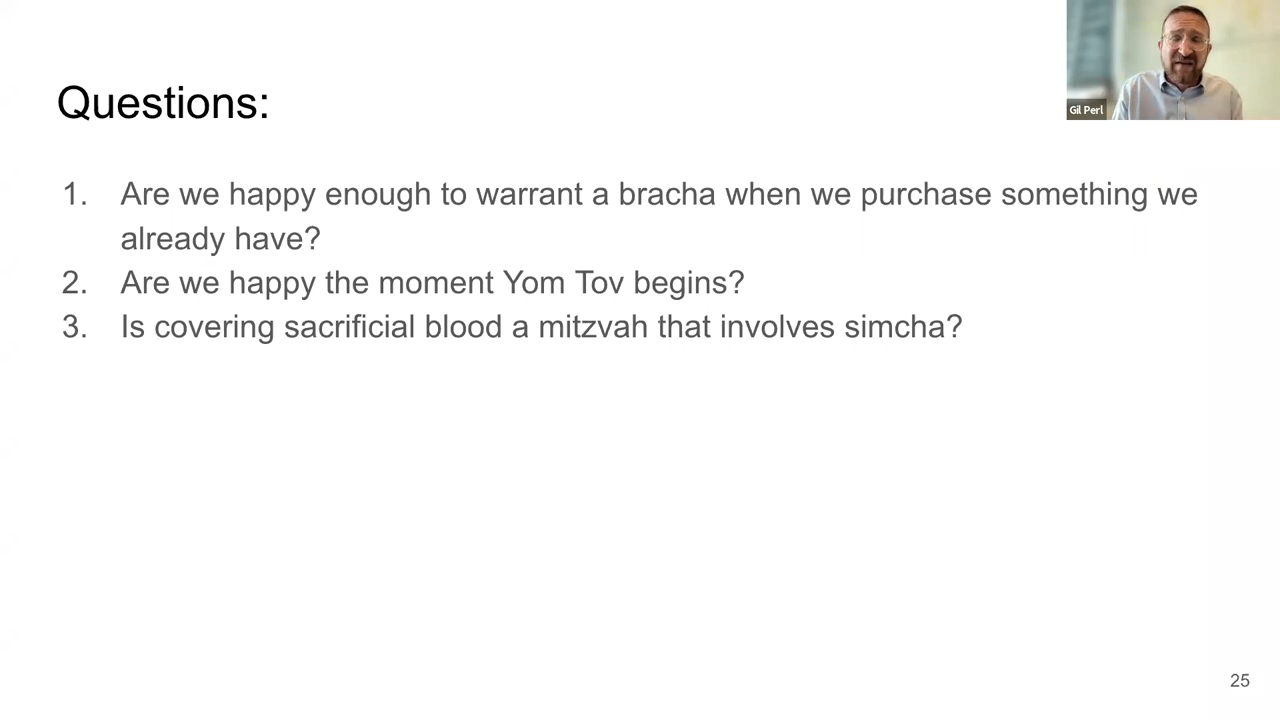 Gil Perl
Questions:
1. Are we happy enough to warrant a bracha when we purchase something we
already have?
2. Are we happy the moment Yom Tov begins?
3. Is covering sacrificial blood a mitzvah that involves simcha?
25